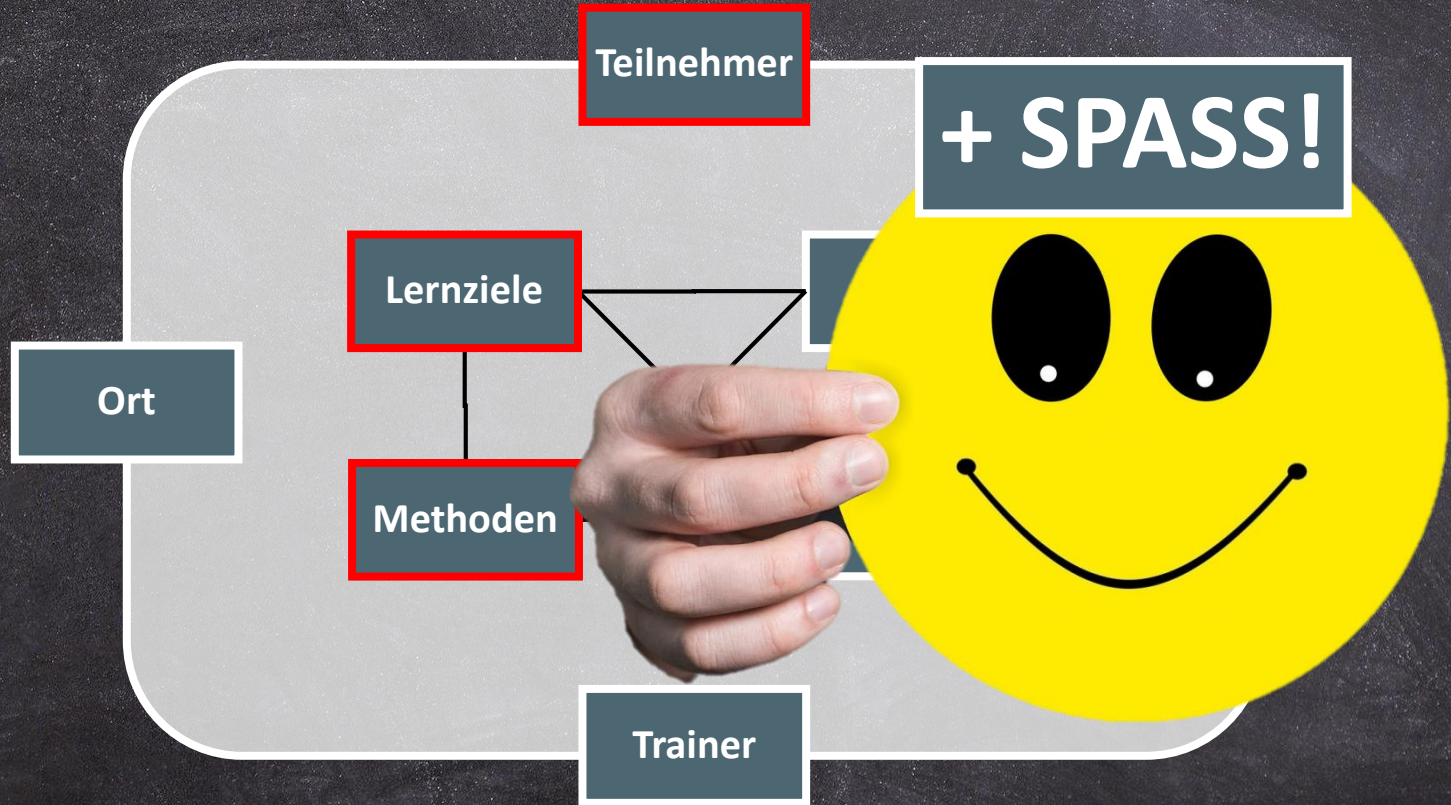 Teilnehmer
+ SPASS!
Lernziele
Ort
Methoden
Trainer